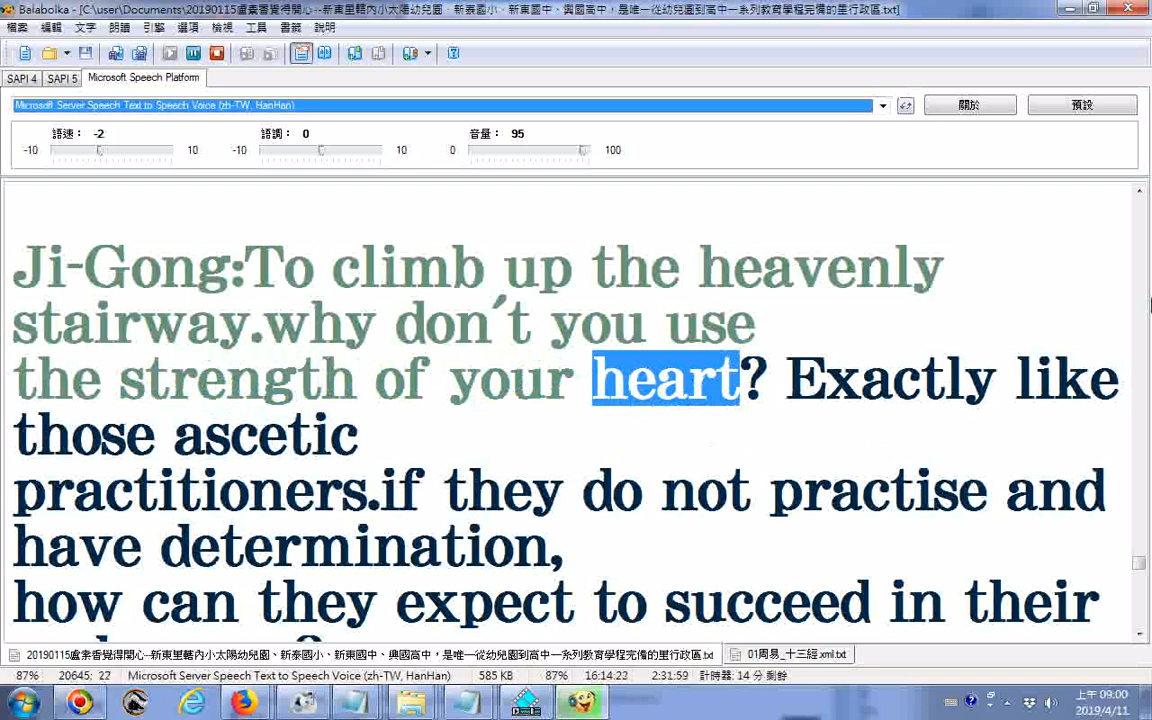 Balabolka - [C:\user\Documents\20190115盧素香覺得開心--新東里轄內小太陽幼兒園、新泰國小、新東國中、興國高中，是唯一從幼兒園到高中一系列教育學程完備的里行政區.txt]
檔案 編輯 文字 朗讀 引擎 選項 檢視 工具 書籤 說明
SAPI 4 SAPI 5 Microsoft Speech Platform
Microsoft Server Speech Text to Speech Voice (zh-TW, HanHan) 關於 預設
語速： -2 語調： 0 音量： 95
-10 10 -10 10 0 100
Ji-Gong:To climb up the heavenly
stairway.why don´t you use
the strength of your heart? Exactly like
those ascetic
practitioners.if they do not practise and
have determination,
how can they expect to succeed in their
20190115盧素香覺得開心--新東里轄內小太陽幼兒園、新泰國小、新東國中、興國高中，是唯一從幼兒園到高中一系列教育學程完備的里行政區.txt 01周易_十三經.xml.txt
87% 20645: 22 Microsoft Server Speech Text to Speech Voice (zh-TW, HanHan) 585 KB 87% 16:14:22 2:31:59 計時器: 14 分 剩餘
上午 09:00
2019/4/11